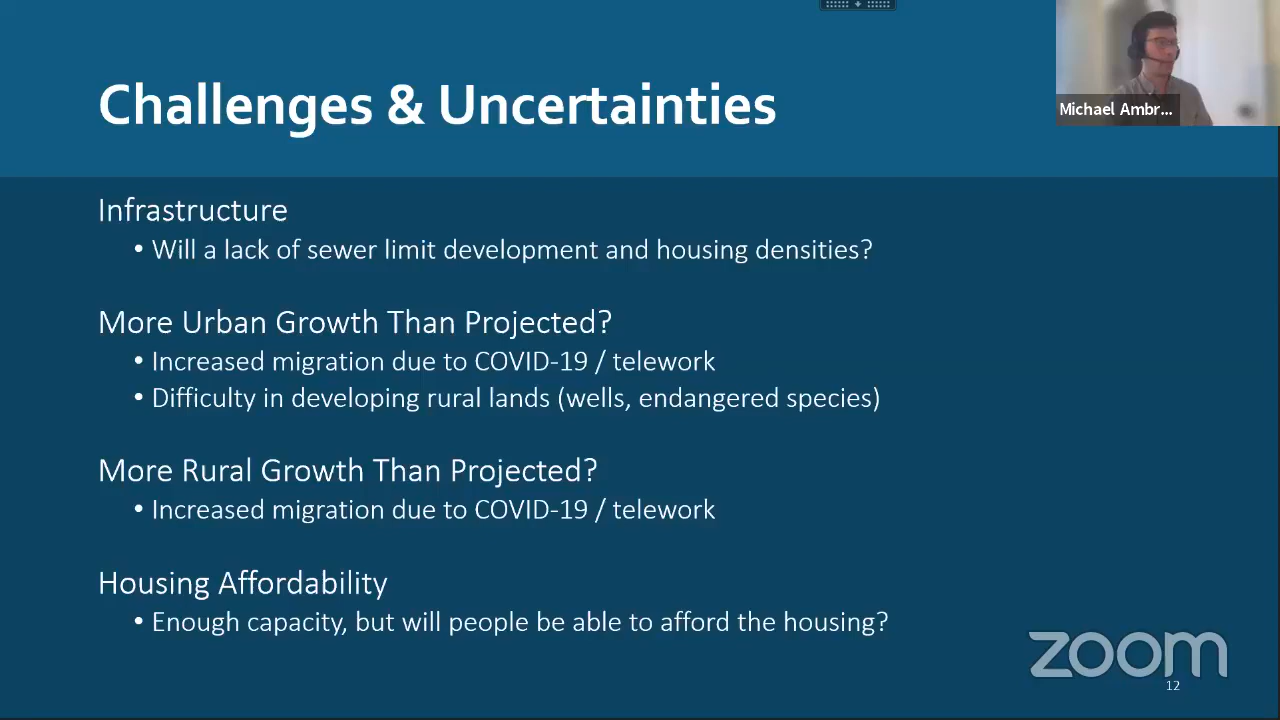 Challenges & Uncertainties
Michael Ambr...
Infrastructure
• Will a lack of sewer limit development and housing densities?
More Urban Growth Than Projected?
• Increased migration due to COVID-19 / telework
• Difficulty in developing rural lands (wells, endangered species)
More Rural Growth Than Projected?
• Increased migration due to COVID-19 / telework
Housing Affordability
• Enough capacity, but will people be able to afford the housing?
zoom
12